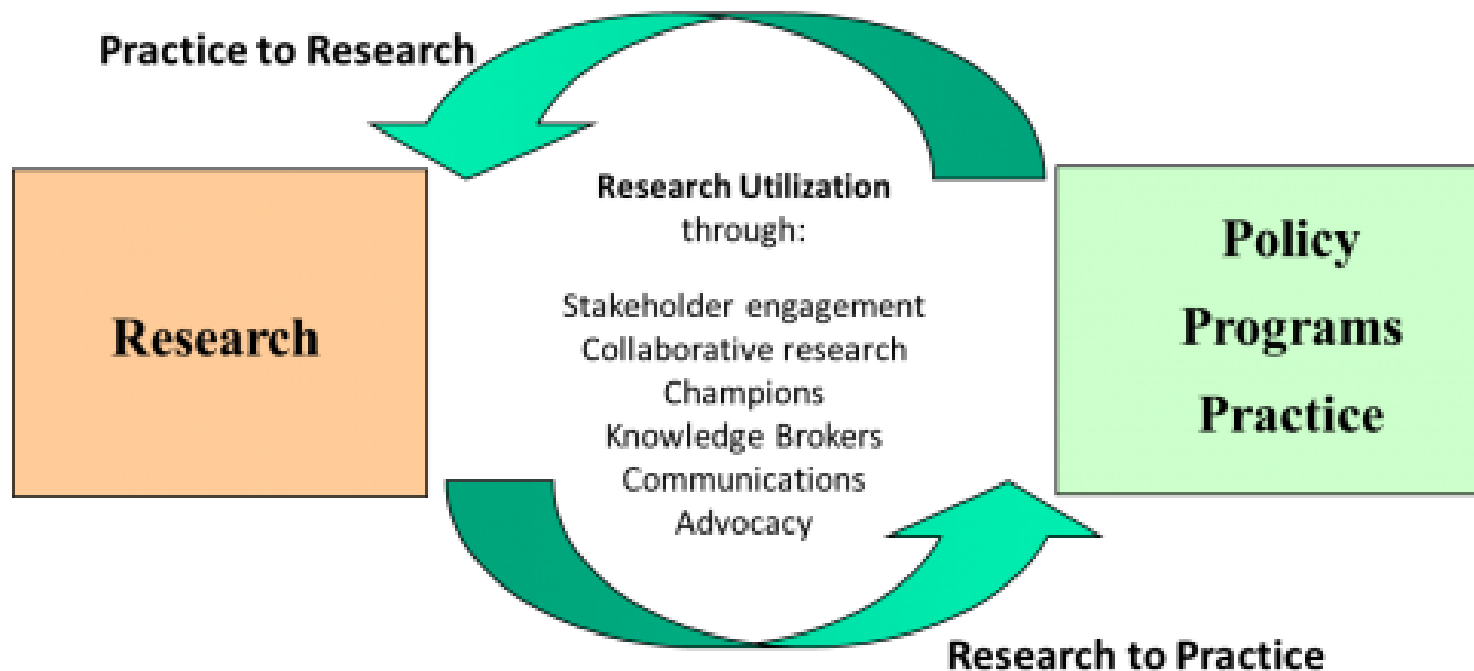 Practice to Research
Research
Research Utilization
through:
Stakeholder engagement
Collaborative research
Champions
Knowledge Brokers
Communications
Advocacy
Policy
Programs
Practice
Research to Practice